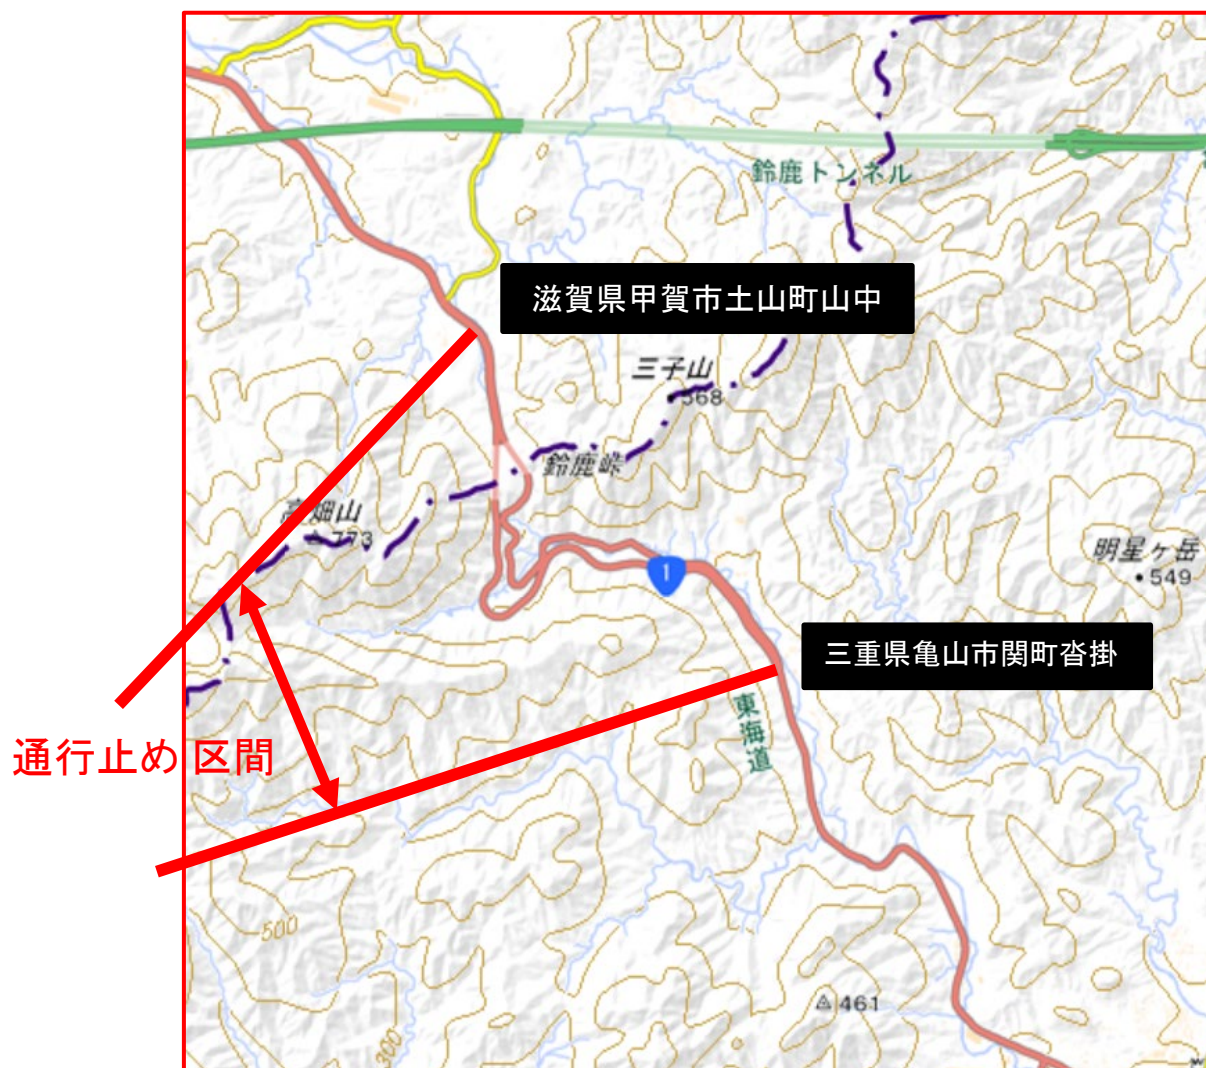 鈴鹿トンネル
滋賀県甲賀市土山町山中
三子山
568
鈴鹿峠
高畑山
773
1
明星ヶ岳
549
三重県亀山市関町沓掛
東海道
通行止め 区間
500
461
300